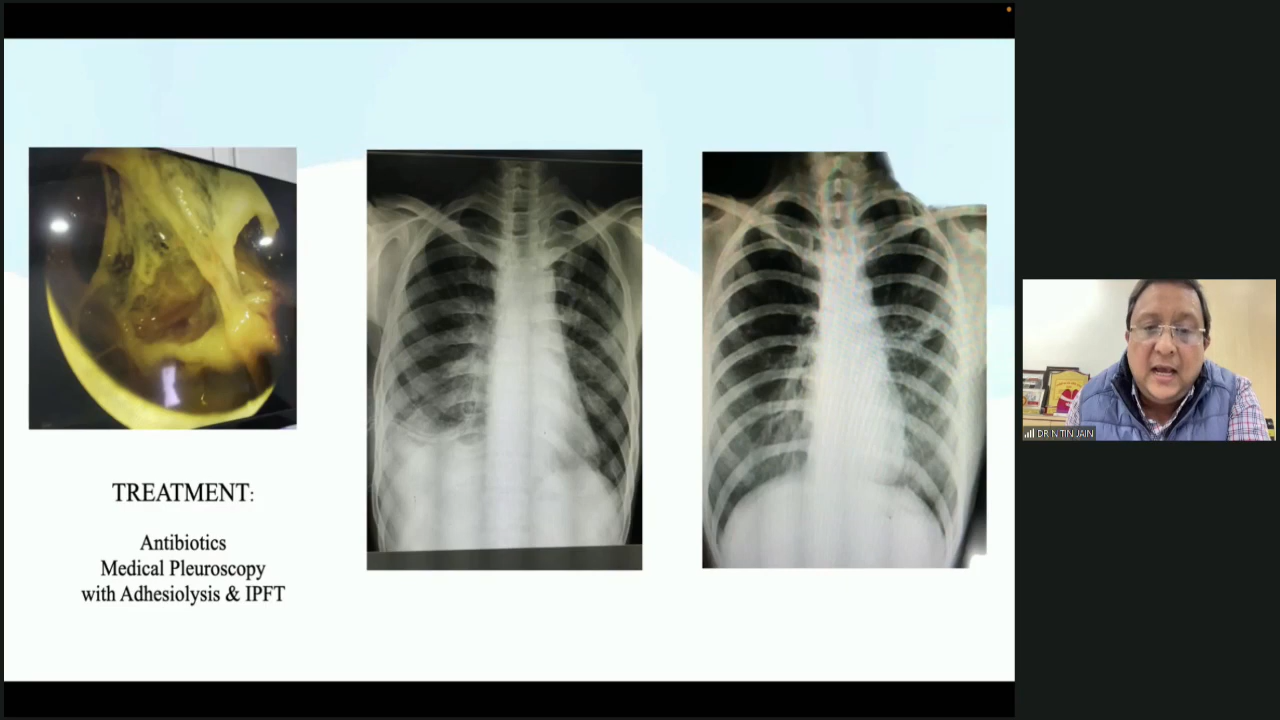 TREATMENT:
Antibiotics
Medical Pleuroscopy
with Adhesiolysis & IPFT
DR NITIN JAIN